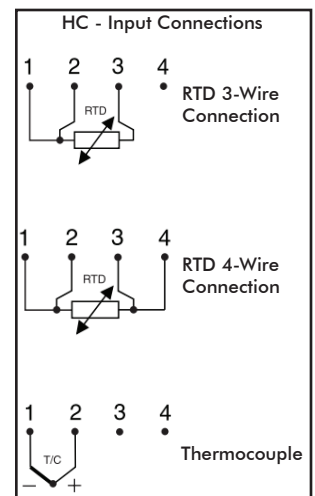 HC - Input Connections
1 2 3 4
RTD
RTD 3-Wire
Connection
1 2 3 4
RTD
RTD 4-Wire
Connection
1 2 3 4
T/C
Thermocouple
– +